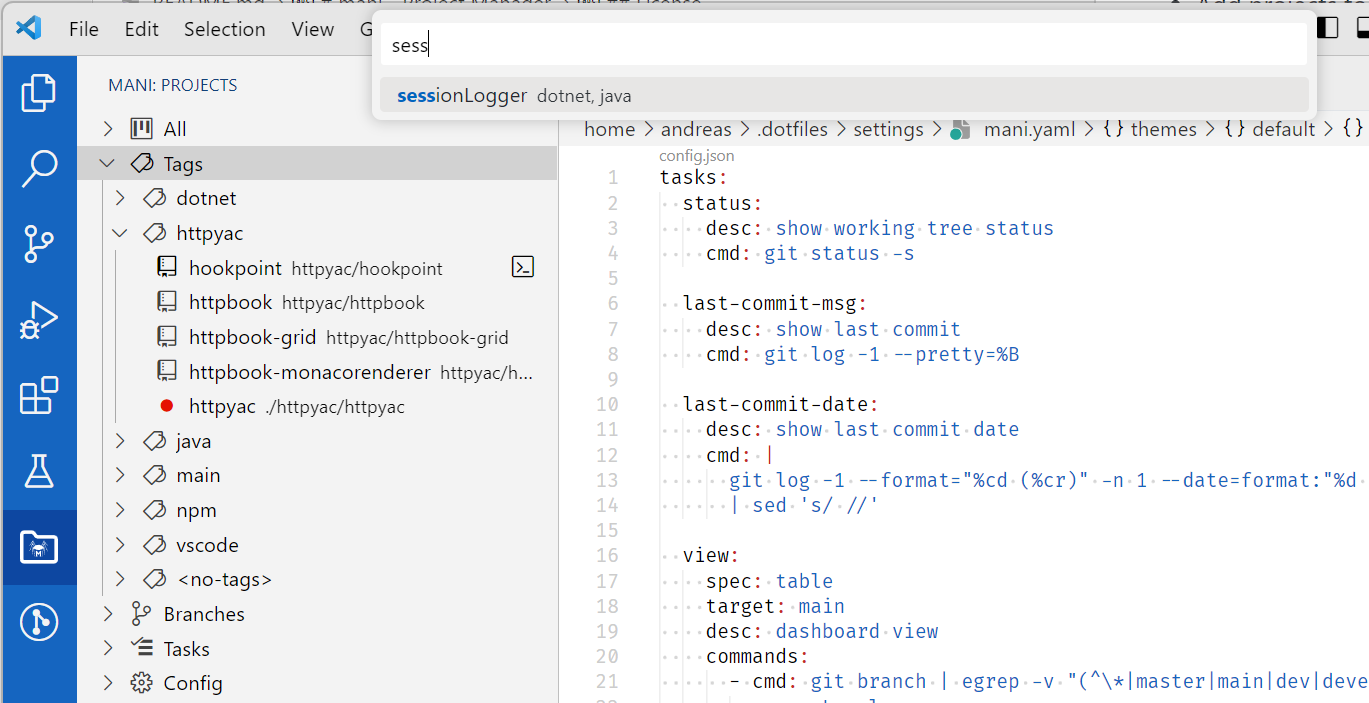 File Edit Selection View G
sess
sessionLogger dotnet, java
MANI: PROJECTS
All
Tags
dotnet
httpyac
hookpoint httpyac/hookpoint
httpbook httpyac/httpbook
httpbook-grid httpyac/httpbook-grid
httpbook-monacorenderer httpyac/h...
httpyac ./httpyac/httpyac
java
main
npm
vscode
<no-tags>
Branches
Tasks
Config
home > andreas > .dotfiles > settings > mani.yaml > {} themes > {} default > {}
config.json
1 tasks:
2 status:
3 desc: show working tree status
4 cmd: git status -s
5
6 last-commit-msg:
7 desc: show last commit
8 cmd: git log -1 --pretty=%B
9
10 last-commit-date:
11 desc: show last commit date
12 cmd: |
13 git log -1 --format="%cd (%cr)" -n 1 --date=format:"%d
14 | sed 's/ //'
15
16 view:
17 spec: table
18 target: main
19 desc: dashboard view
20 commands:
21 - cmd: git branch | egrep -v "(^\*|master|main|dev|deve